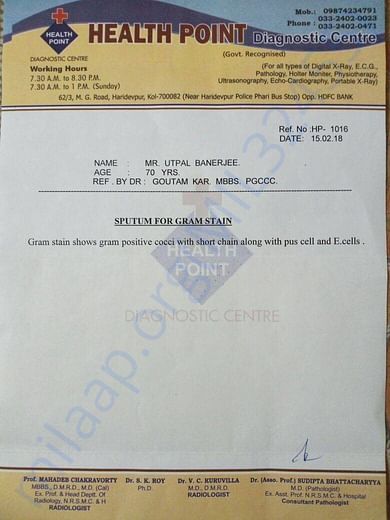 Mob.: 09874234791
Phone : 033-2402-0023
033-2402-0471
HEALTH POINT
HEALTH POINT Diagnostic Centre
DIAGNOSTIC CENTRE
(Govt. Recognised)
Working Hours
7.30 A.M. to 8.30 P.M.
7.30 A.M. to 1 P.M. (Sunday)
(For all types of Digital X-Ray, E.C.G.,
Pathology, Holter Moniter, Physiotherapy,
Ultrasonography, Echo-Cardiography, Portable X-Ray)
62/3, M. G. Road, Haridevpur, Kol-700082 (Near Haridevpur Police Phari Bus Stop) Opp. HDFC BANK
Ref. No :HP- 1016
DATE: 15.02.18
NAME : MR. UTPAL BANERJEE.
AGE : 70 YRS.
REF . BY DR : GOUTAM KAR. MBBS. PGCCC.
SPUTUM FOR GRAM STAIN
Gram stain shows gram positive cocci with short chain along with pus cell and E.cells .
HEALTH
POINT
DIAGNOSTIC CENTRE
milaap.org
Prof. MAHADEB CHAKRAVORTY
MBBS., D.M.R.D., M.D. (Cal)
Ex. Prof. & Head Deptt. Of
Radiology, N.R.S.M.C. & H
RADIOLOGIST
Dr. S. K. ROY
Ph.D.
Dr. V. C. KURUVILLA
M.D., D.M.R.D.
RADIOLOGIST
Dr. (Asso. Prof.) SUDIPTA BHATTACHARYYA
M.D. (Pathologist)
Ex. Asst. Prof. N.R.S.M.C. & Hospital
Consultant Pathologist